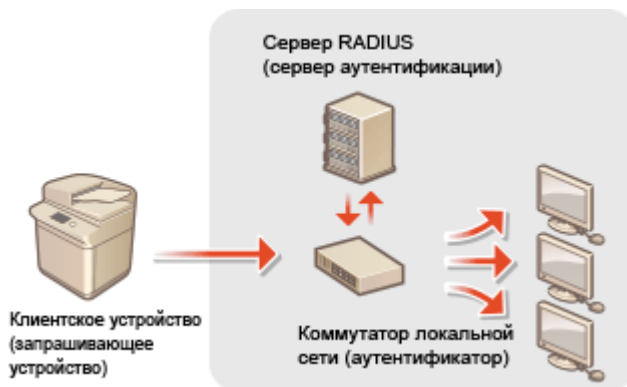 Сервер RADIUS
(сервер аутентификации)
Клиентское устройство
(запрашивающее
устройство)
Коммутатор локальной
сети (аутентификатор)